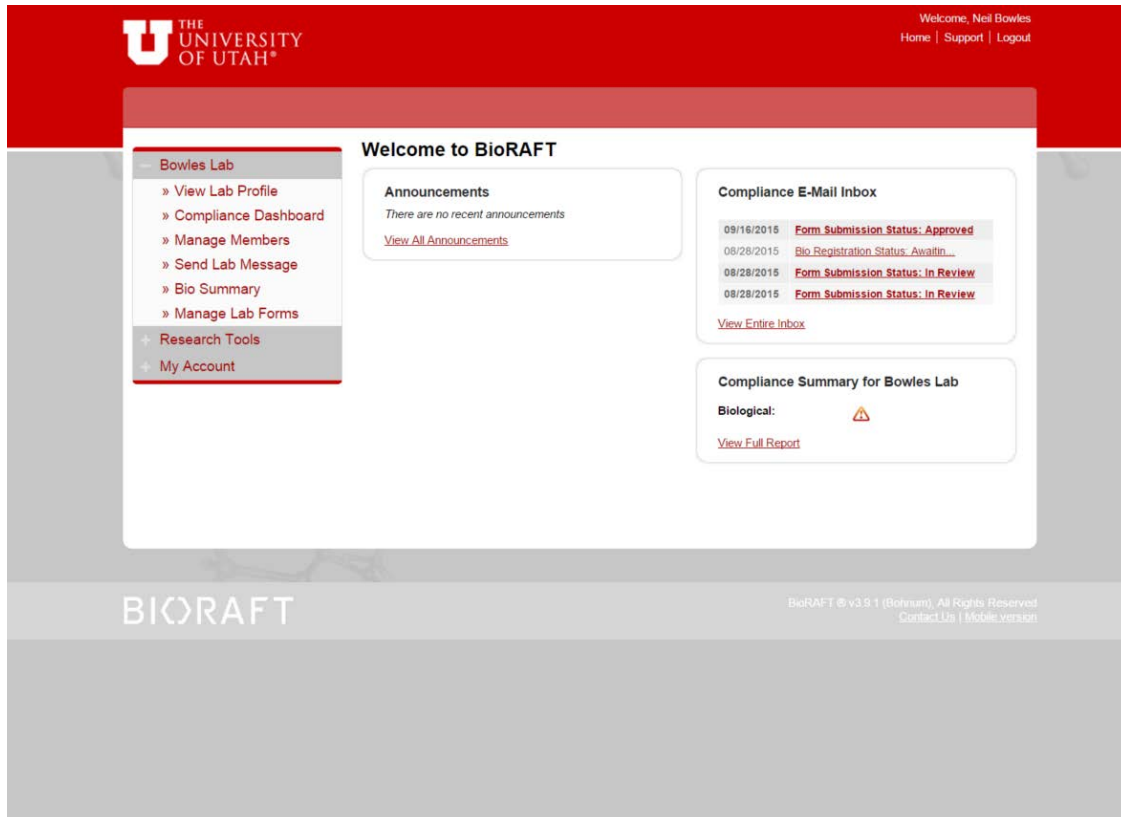 THE
UNIVERSITY
OF UTAH®
Welcome, Neil Bowles
Home | Support | Logout
Bowles Lab
» View Lab Profile
» Compliance Dashboard
» Manage Members
» Send Lab Message
» Bio Summary
» Manage Lab Forms
Research Tools
My Account
Welcome to BioRAFT
Announcements
There are no recent announcements
View All Announcements
Compliance E-Mail Inbox
09/16/2015 Form Submission Status: Approved
08/28/2015 Bio Registration Status: Awaitin...
08/28/2015 Form Submission Status: In Review
08/28/2015 Form Submission Status: In Review
View Entire Inbox
Compliance Summary for Bowles Lab
Biological:
View Full Report
BIORAFT
BioRAFT ® v3.9.1 (Bohrium), All Rights Reserved
Contact Us | Mobile version